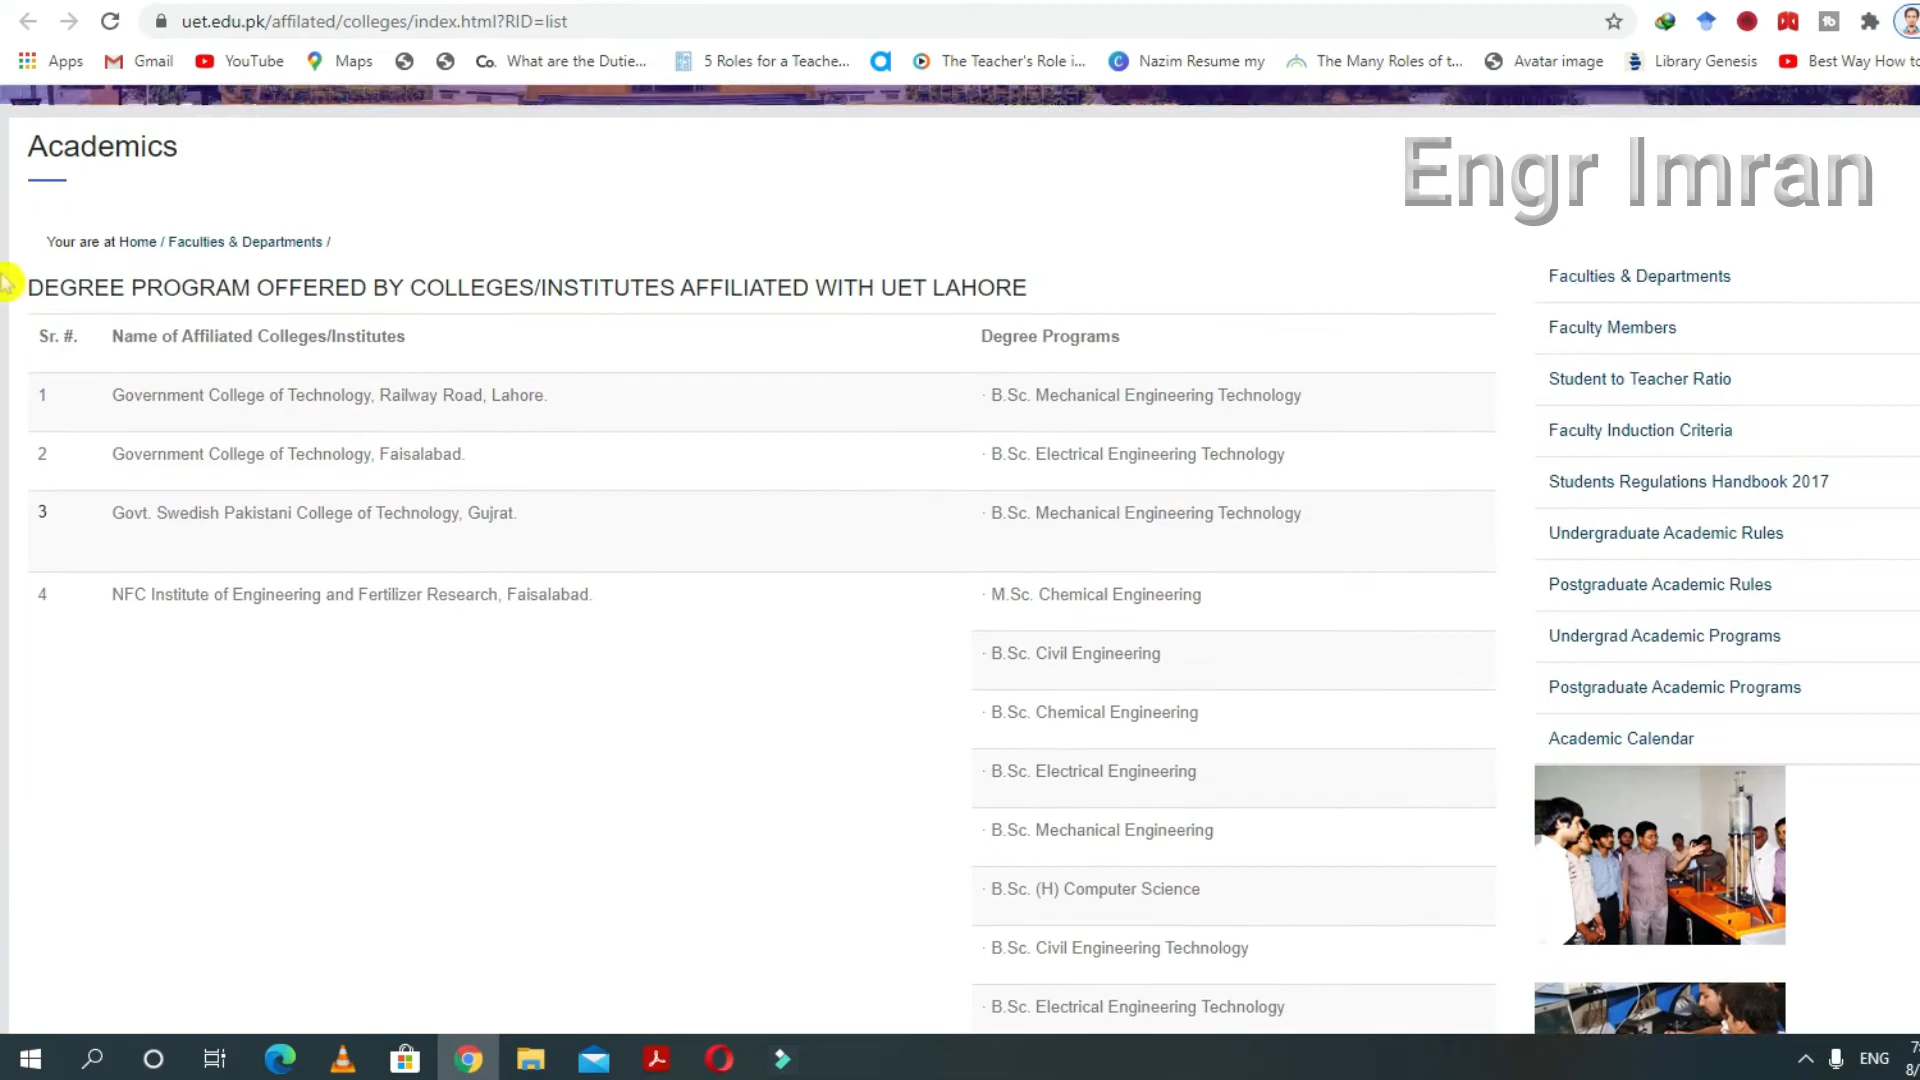 uet.edu.pk/affilated/colleges/index.html?RID=list
Apps Gmail YouTube Maps Co. What are the Dutie... 5 Roles for a Teache... The Teacher's Role i... C Nazim Resume my The Many Roles of t... Avatar image Library Genesis Best Way How to
Academics
Engr Imran
Your are at Home / Faculties & Departments /
DEGREE PROGRAM OFFERED BY COLLEGES/INSTITUTES AFFILIATED WITH UET LAHORE
Sr. #. Name of Affiliated Colleges/Institutes Degree Programs
1 Government College of Technology, Railway Road, Lahore. · B.Sc. Mechanical Engineering Technology
2 Government College of Technology, Faisalabad. · B.Sc. Electrical Engineering Technology
3 Govt. Swedish Pakistani College of Technology, Gujrat. · B.Sc. Mechanical Engineering Technology
4 NFC Institute of Engineering and Fertilizer Research, Faisalabad. · M.Sc. Chemical Engineering
· B.Sc. Civil Engineering
· B.Sc. Chemical Engineering
· B.Sc. Electrical Engineering
· B.Sc. Mechanical Engineering
· B.Sc. (H) Computer Science
· B.Sc. Civil Engineering Technology
· B.Sc. Electrical Engineering Technology
Faculties & Departments
Faculty Members
Student to Teacher Ratio
Faculty Induction Criteria
Students Regulations Handbook 2017
Undergraduate Academic Rules
Postgraduate Academic Rules
Undergrad Academic Programs
Postgraduate Academic Programs
Academic Calendar
ENG